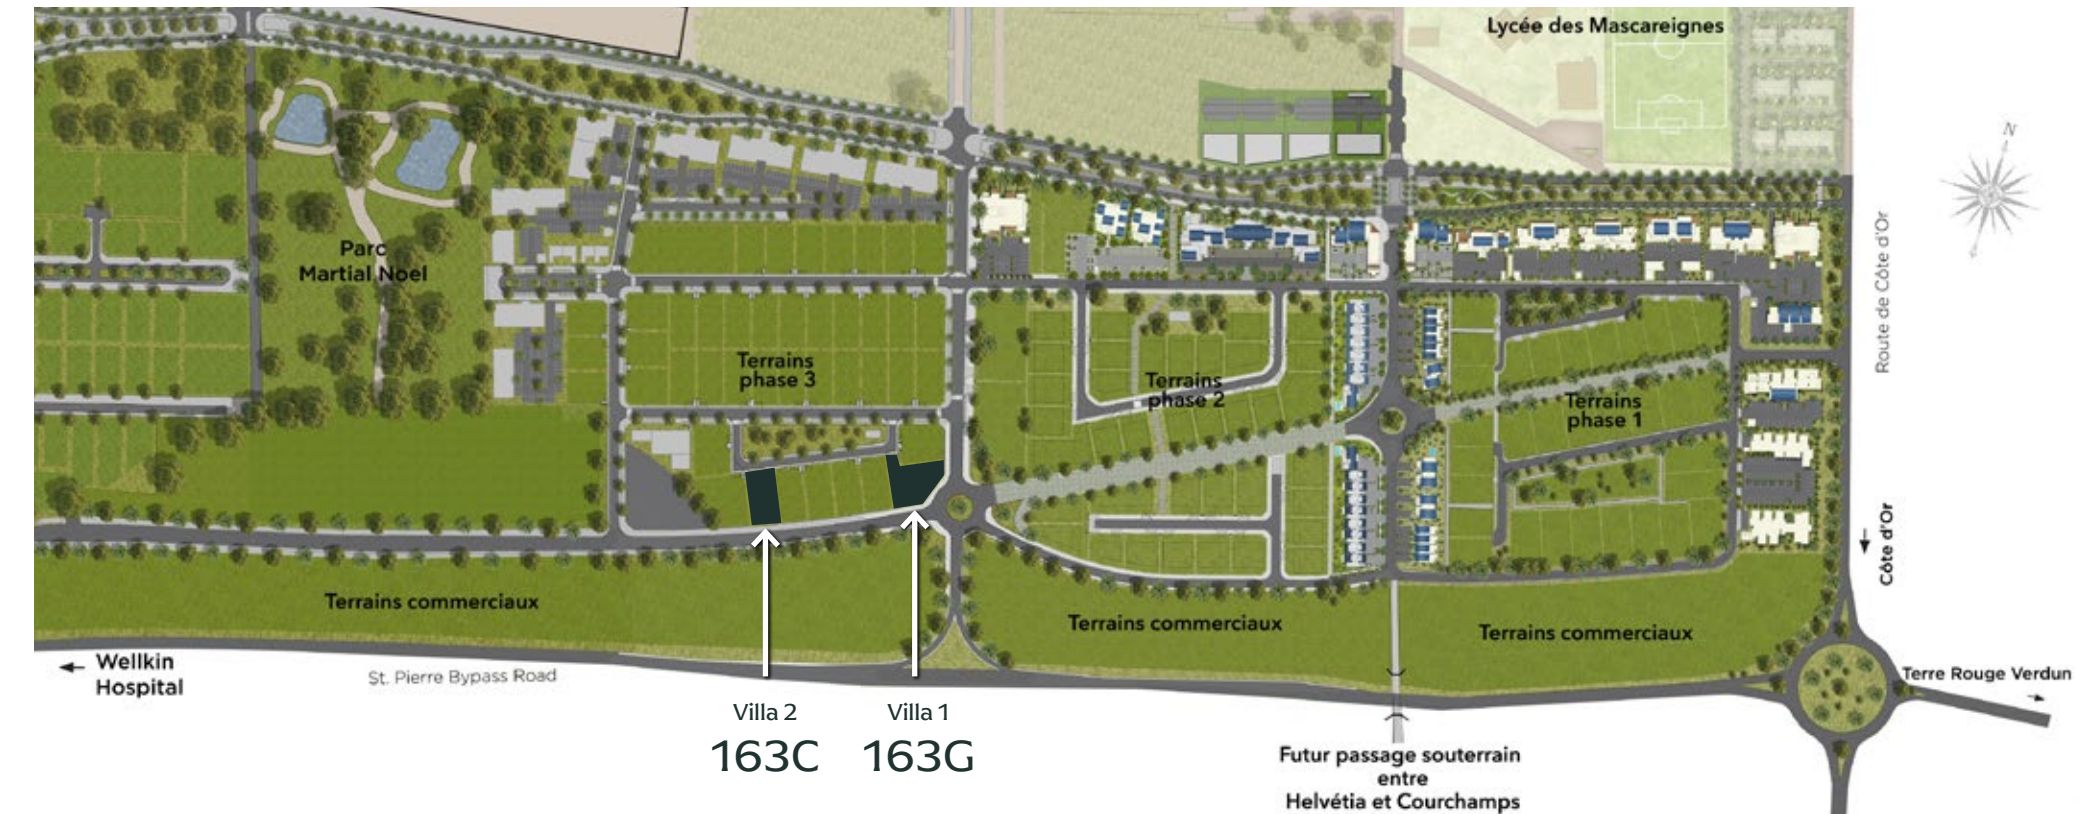 Lycée des Mascareignes
N
Route de Côte d'Or
Parc
Martial Noel
Terrains
phase 3
Terrains
phase 2
Terrains
phase 1
Côte d'Or
Terrains commerciaux
Terrains commerciaux
Terrains commerciaux
Wellkin
Hospital
St. Pierre Bypass Road
Terre Rouge Verdun
Villa 2
163C
Villa 1
163G
Futur passage souterrain
entre
Helvétia et Courchamps